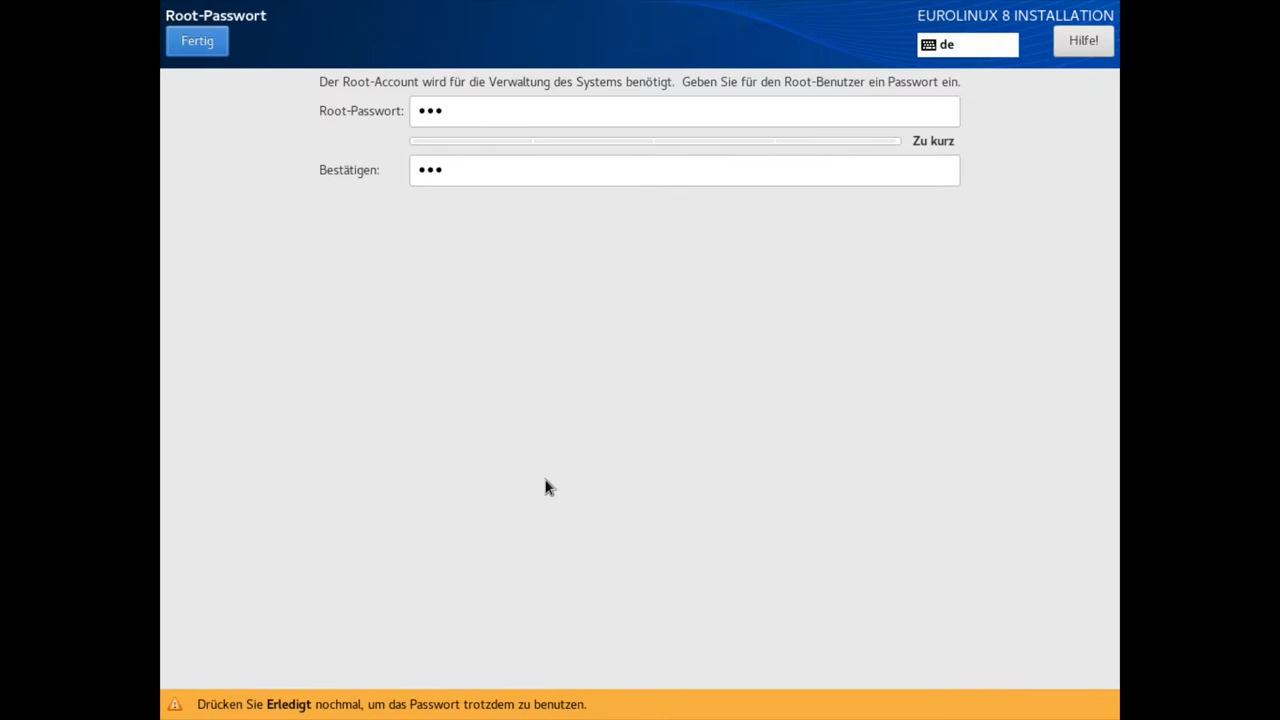 Root-Passwort
EUROLINUX 8 INSTALLATION
Fertig
de
Hilfe!
Der Root-Account wird für die Verwaltung des Systems benötigt. Geben Sie für den Root-Benutzer ein Passwort ein.
Root-Passwort: •••
Zu kurz
Bestätigen: •••
Drücken Sie Erledigt nochmal, um das Passwort trotzdem zu benutzen.